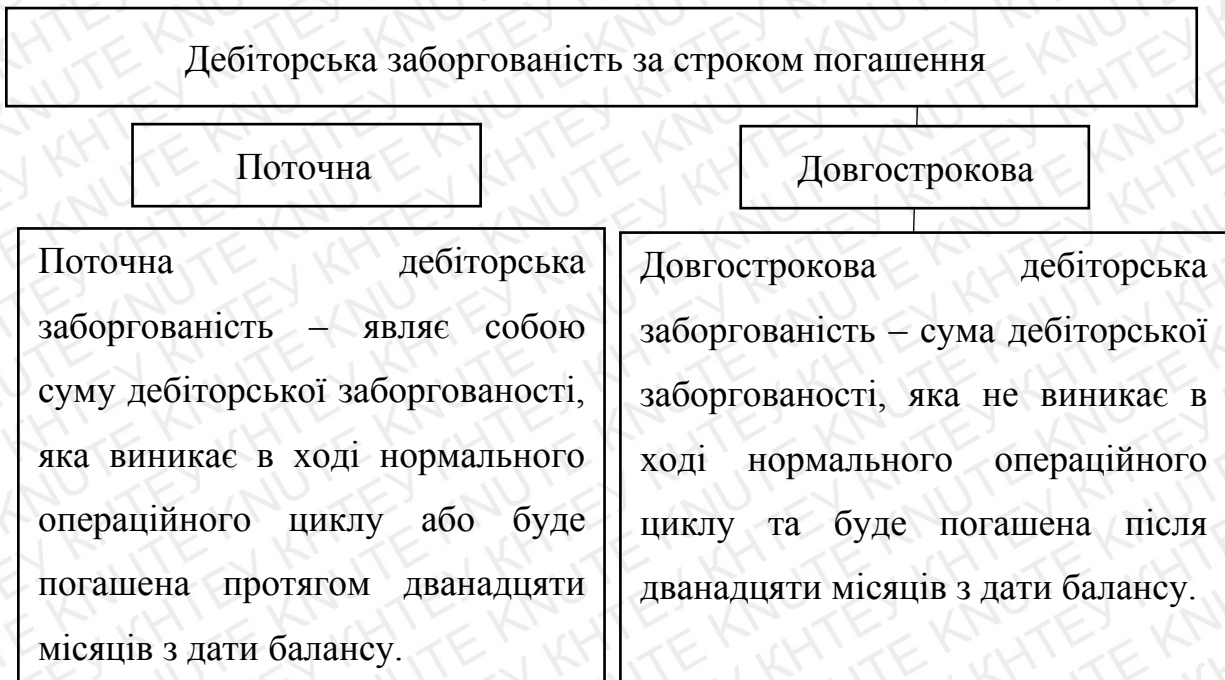 Дебіторська заборгованість за строком погашення
Поточна
Довгострокова
Поточна дебіторська
заборгованість – являє собою
суму дебіторської заборгованості,
яка виникає в ході нормального
операційного циклу або буде
погашена протягом дванадцяти
місяців з дати балансу.
Довгострокова дебіторська
заборгованість – сума дебіторської
заборгованості, яка не виникає в
ході нормального операційного
циклу та буде погашена після
дванадцяти місяців з дати балансу.